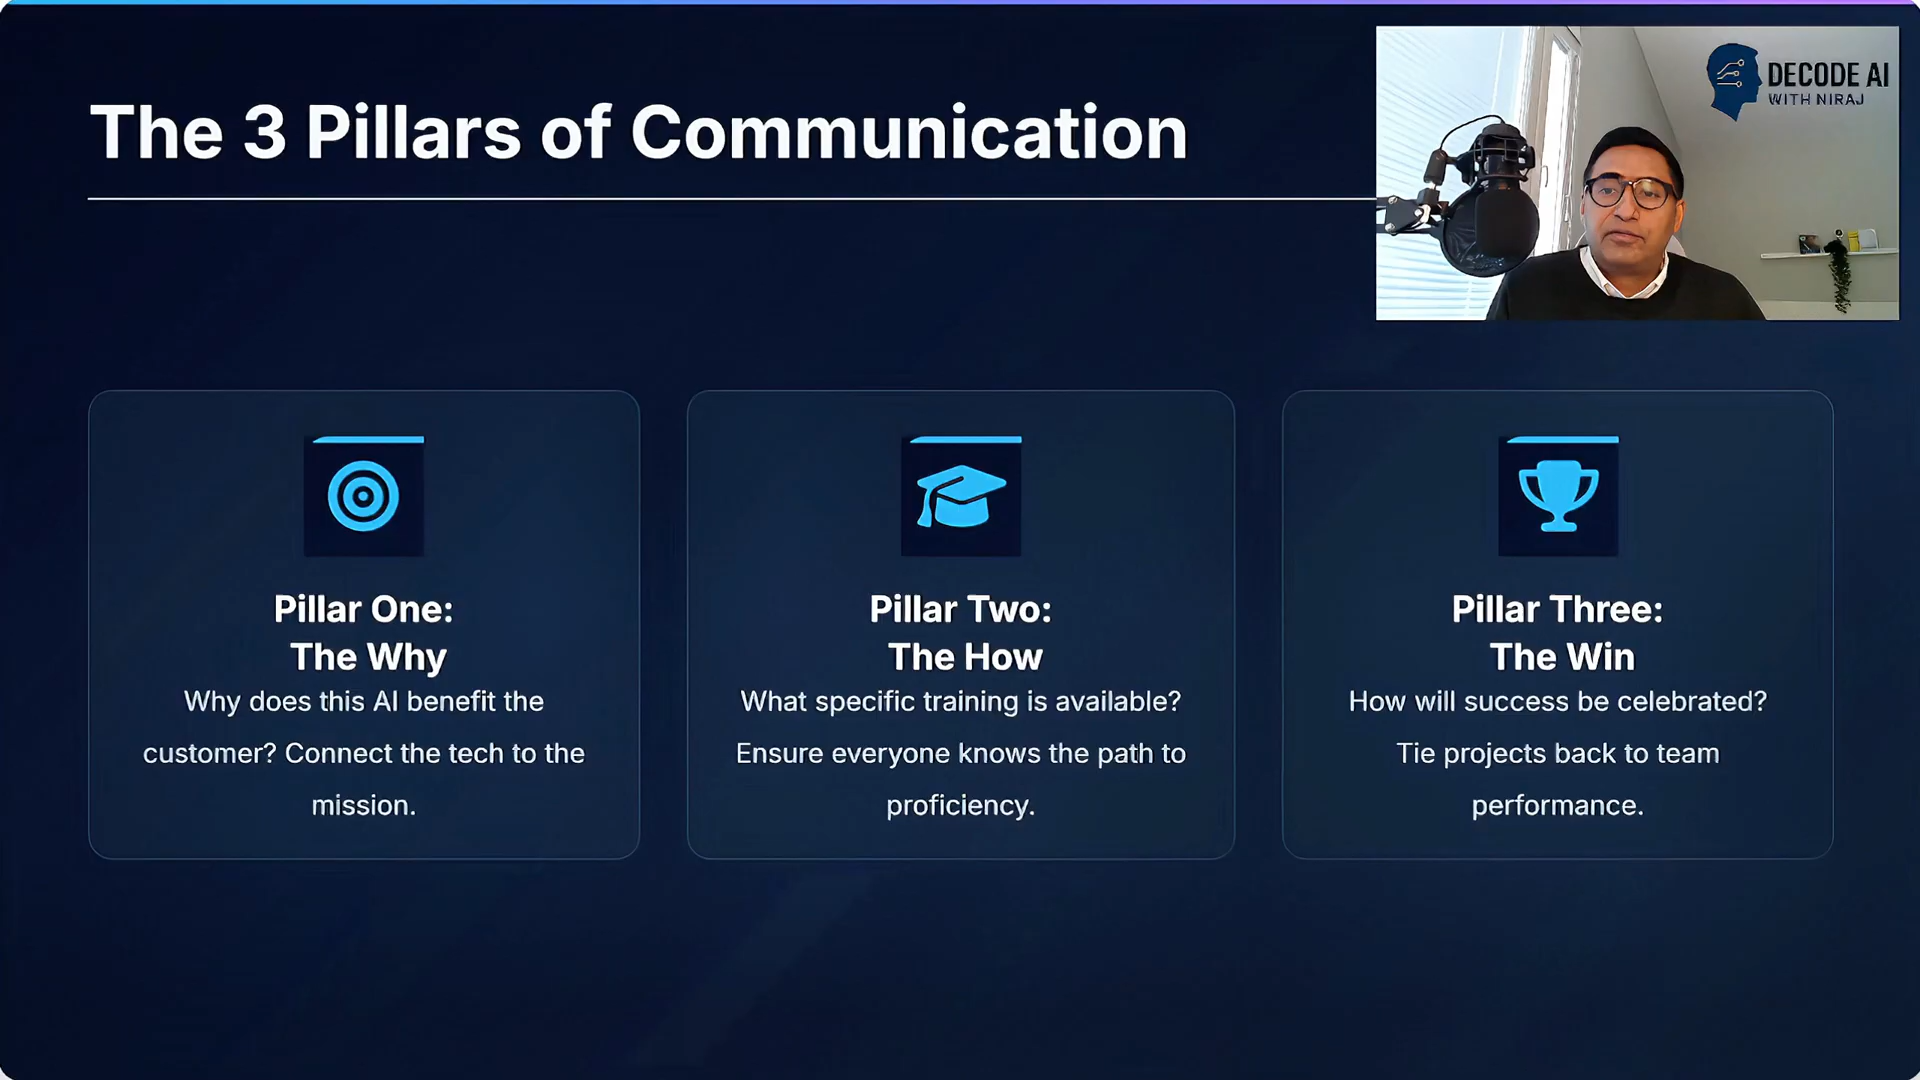 The 3 Pillars of Communication
DECODE AI
WITH NIRAJ
Pillar One:
The Why
Why does this AI benefit the
customer? Connect the tech to the
mission.
Pillar Two:
The How
What specific training is available?
Ensure everyone knows the path to
proficiency.
Pillar Three:
The Win
How will success be celebrated?
Tie projects back to team
performance.